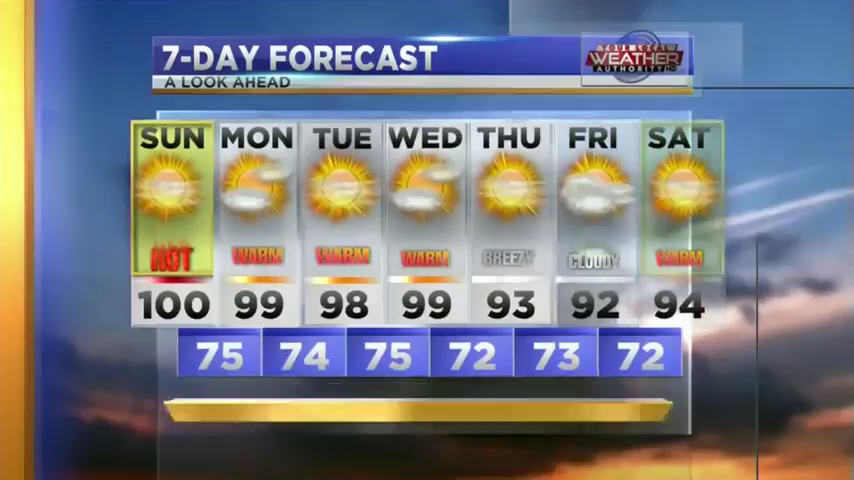 7-DAY FORECAST
A LOOK AHEAD
YOUR LOCAL
WEATHER
AUTHORITY HD
SUN MON TUE WED THU FRI SAT
HOT WARM WARM WARM BREEZY CLOUDY WARM
100 99 98 99 93 92 94
75 74 75 72 73 72